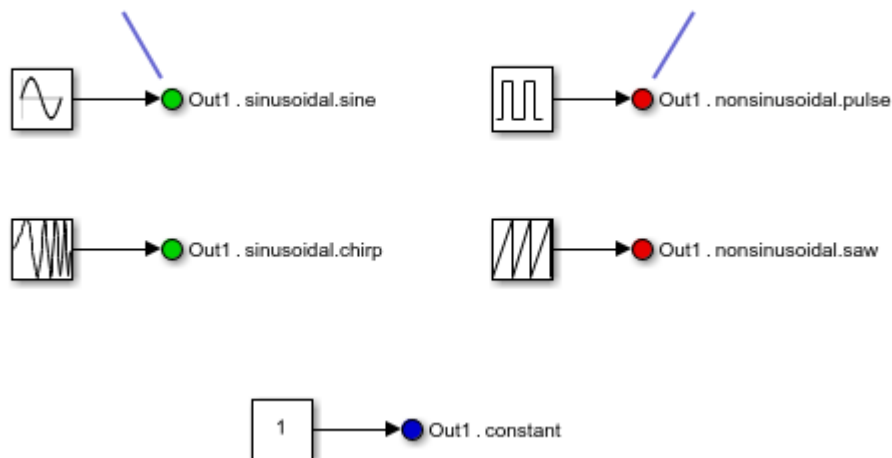 Out1 . sinusoidal.sine
Out1 . nonsinusoidal.pulse
Out1 . sinusoidal.chirp
Out1 . nonsinusoidal.saw
1
Out1 . constant